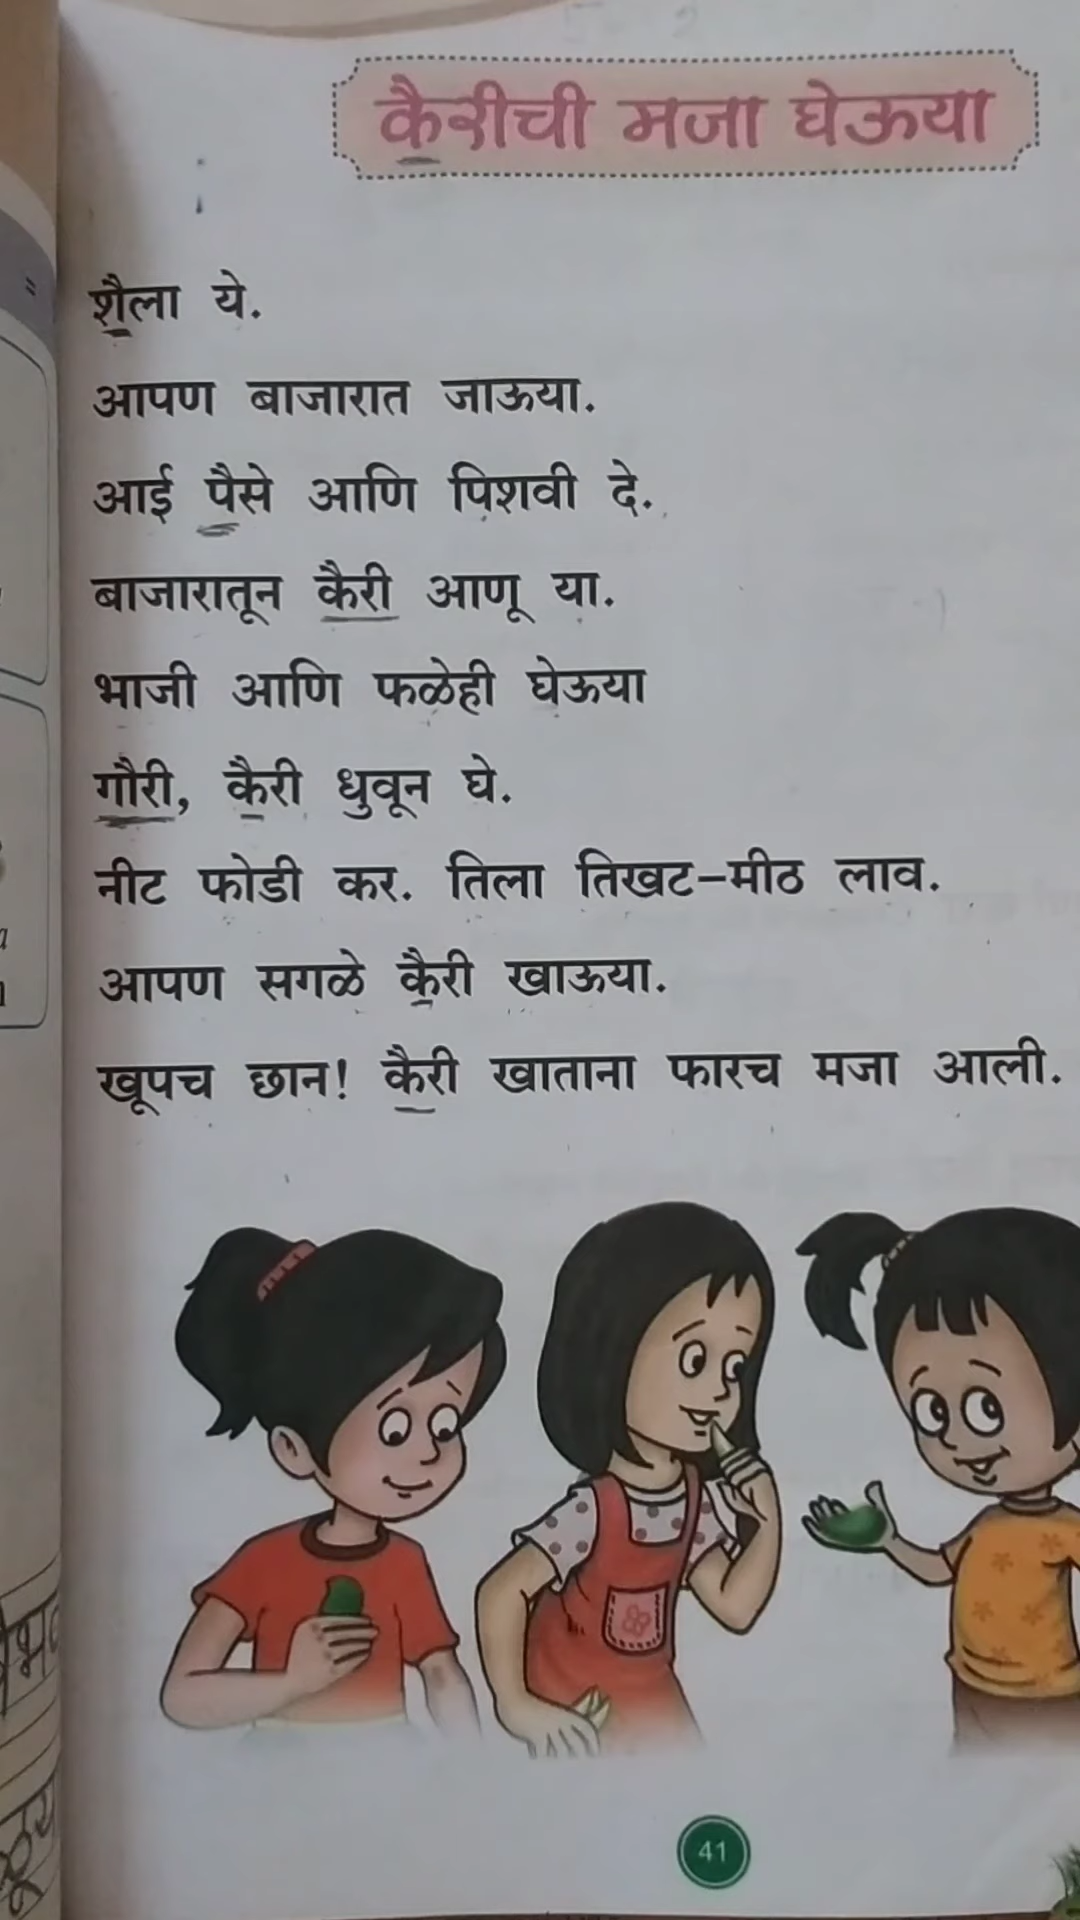 कैरीची मजा घेऊया
शैला ये.
आपण बाजारात जाऊया.
आई पैसे आणि पिशवी दे.
बाजारातून कैरी आणू या.
भाजी आणि फळेही घेऊया
गौरी, कैरी धुवून घे.
नीट फोडी कर. तिला तिखट-मीठ लाव.
आपण सगळे कैरी खाऊया.
खूपच छान! कैरी खाताना फारच मजा आली.
41